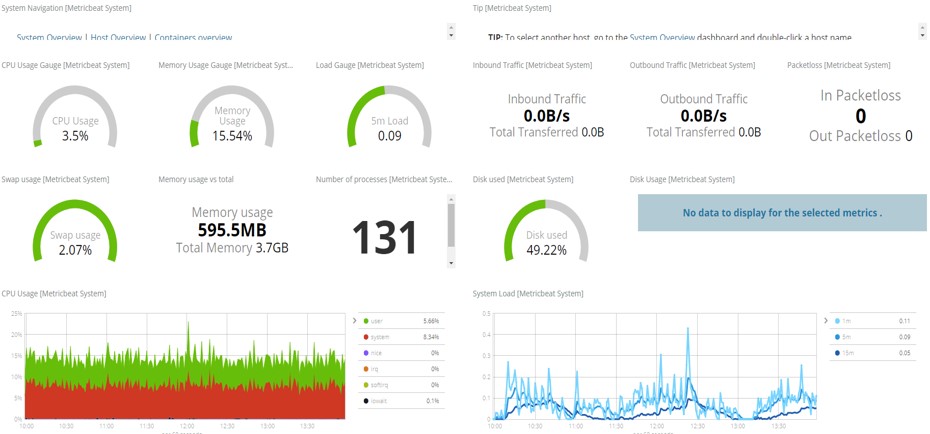 System Navigation [Metricbeat System]
Tip [Metricbeat System]
System Overview | Host Overview | Containers overview
TIP: To select another host, go to the System Overview dashboard and double-click a host name.
CPU Usage Gauge [Metricbeat System]
Memory Usage Gauge [Metricbeat Syst...
Load Gauge [Metricbeat System]
Inbound Traffic [Metricbeat System]
Outbound Traffic [Metricbeat System]
Packetloss [Metricbeat System]
CPU Usage
3.5%
Memory
Usage
15.54%
5m Load
0.09
Inbound Traffic
0.0B/s
Total Transferred 0.0B
Outbound Traffic
0.0B/s
Total Transferred 0.0B
In Packetloss
0
Out Packetloss 0
Swap usage [Metricbeat System]
Memory usage vs total
Number of processes [Metricbeat Syste...
Disk used [Metricbeat System]
Disk Usage [Metricbeat System]
Swap usage
2.07%
Memory usage
595.5MB
Total Memory 3.7GB
131
Disk used
49.22%
No data to display for the selected metrics .
CPU Usage [Metricbeat System]
System Load [Metricbeat System]
25%
20%
15%
10%
5%
0%
10:00 10:30 11:00 11:30 12:00 12:30 13:00 13:30
user 5.66%
system 8.34%
nice 0%
irq 0%
softirq 0%
iowait 0.1%
0.5
0.4
0.3
0.2
0.1
0
10:00 10:30 11:00 11:30 12:00 12:30 13:00 13:30
1m 0.11
5m 0.09
15m 0.05